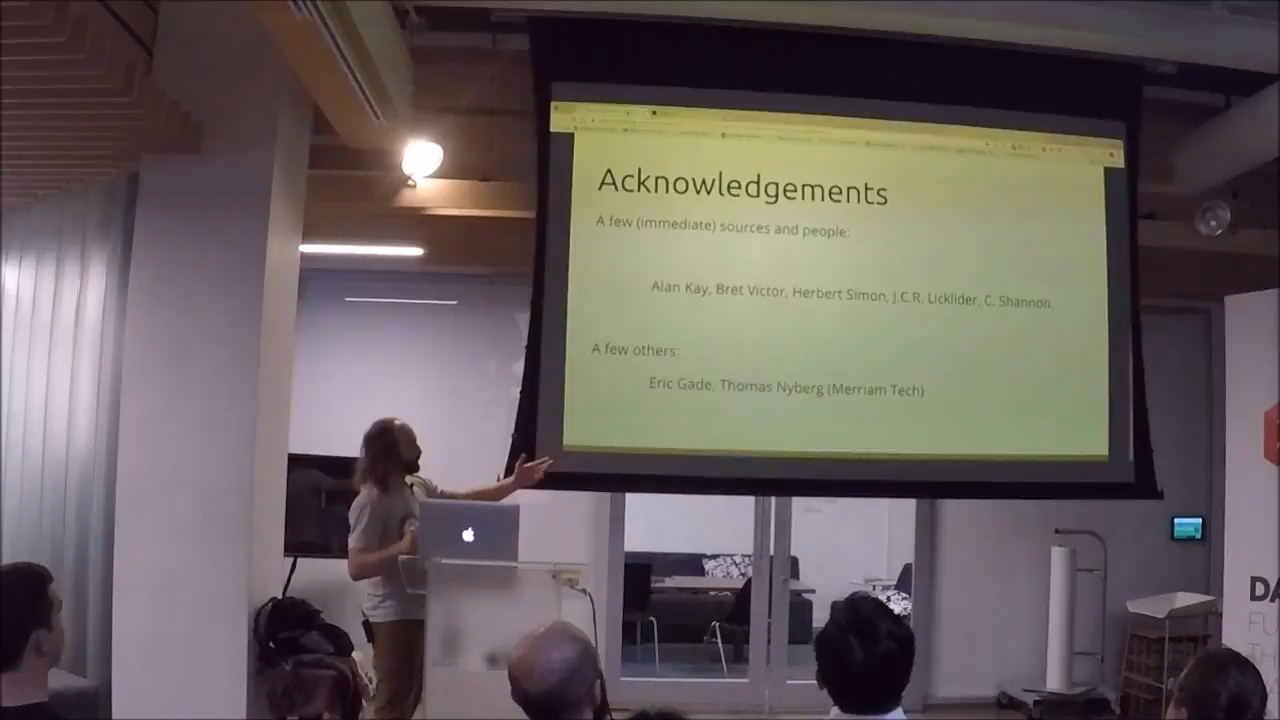 Acknowledgements
A few (immediate) sources and people:
Alan Kay, Bret Victor, Herbert Simon, J.C.R. Licklider, C. Shannon.
A few others:
Eric Gade, Thomas Nyberg (Merriam Tech)
DA
FU